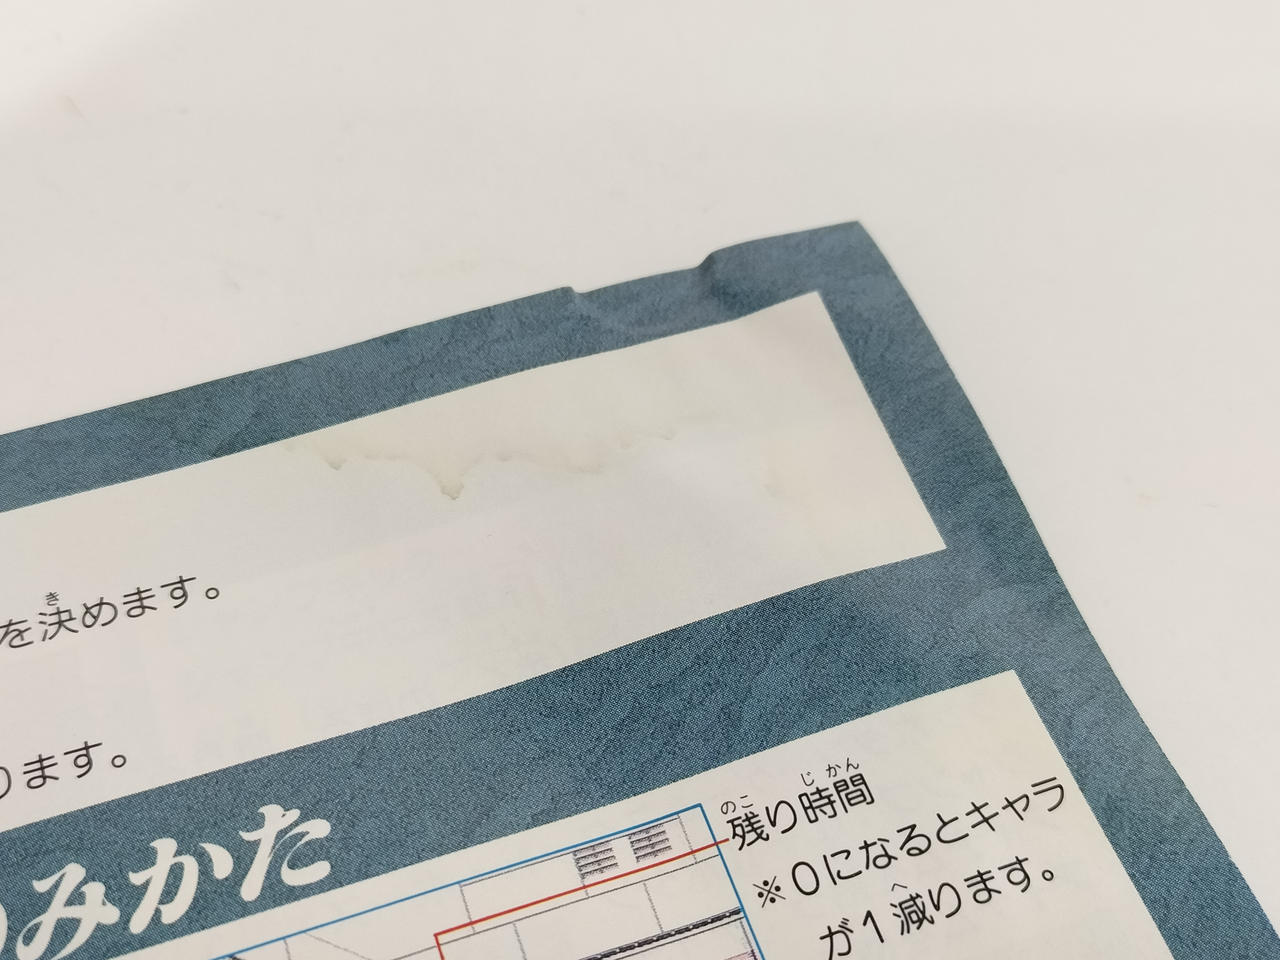 を決めます。
ります。
のみかた
残り時間
※0になるとキャラ
が1減ります。